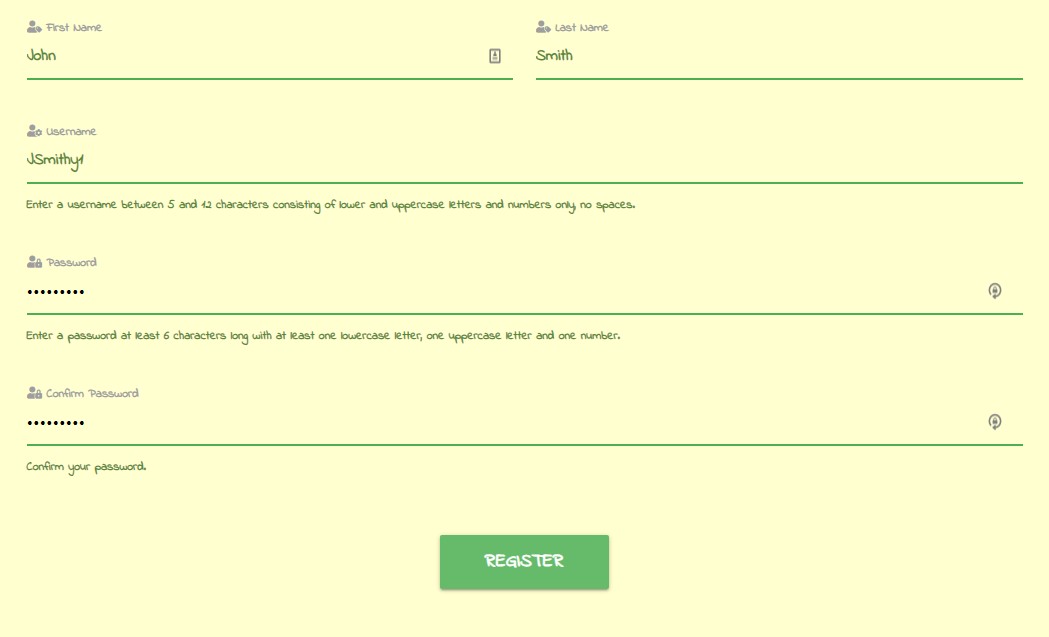 First Name
Last Name
John
Smith
Username
JSmithy1
Enter a username between 5 and 12 characters consisting of lower and uppercase letters and numbers only, no spaces.
Password
•••••••••
Enter a password at least 6 characters long with at least one lowercase letter, one uppercase letter and one number.
Confirm Password
•••••••••
Confirm your password.
REGISTER